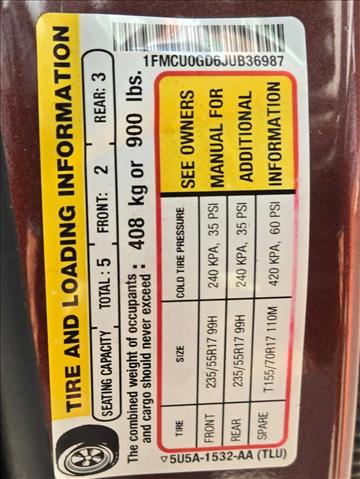 1FMCU0GD6JUB36987
TIRE AND LOADING INFORMATION
SEATING CAPACITY TOTAL : 5 FRONT: 2 REAR: 3
The combined weight of occupants
and cargo should never exceed : 408 kg or 900 lbs.
TIRE SIZE COLD TIRE PRESSURE
FRONT 235/55R17 99H 240 KPA, 35 PSI
REAR 235/55R17 99H 240 KPA, 35 PSI
SPARE T155/70R17 110M 420 KPA, 60 PSI
SEE OWNERS
MANUAL FOR
ADDITIONAL
INFORMATION
5U5A-1532-AA (TLU)